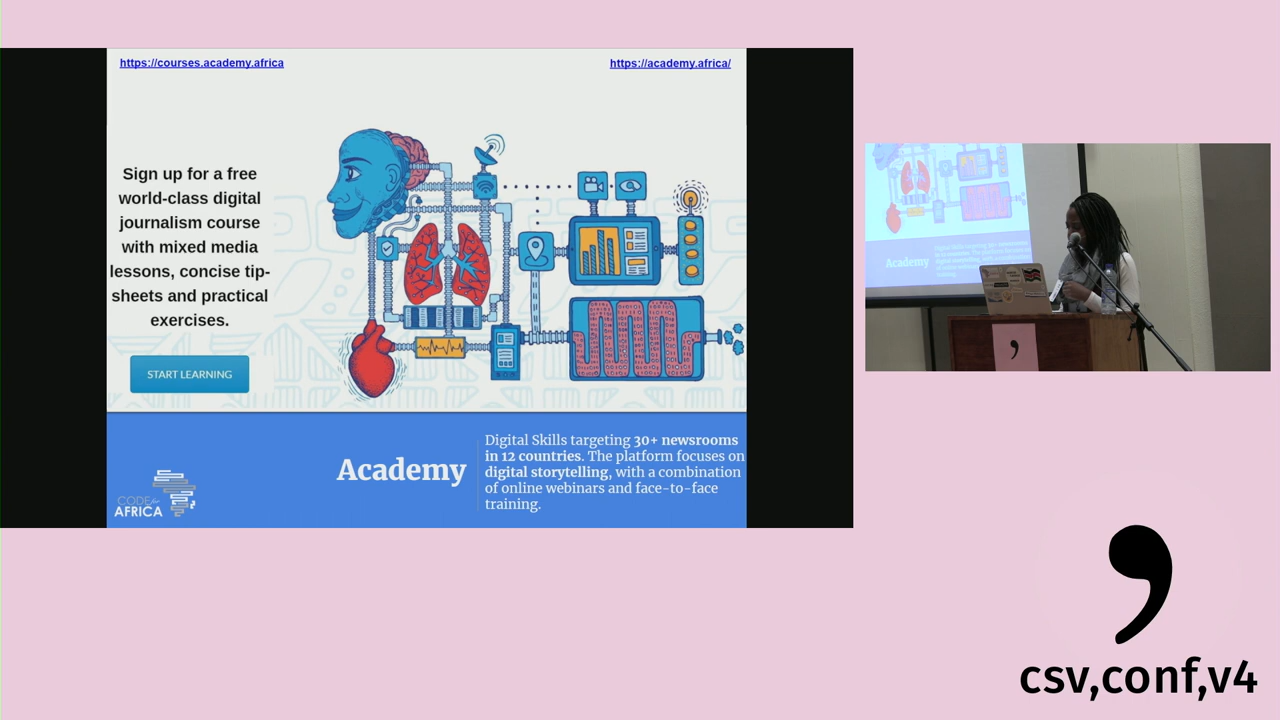 https://courses.academy.africa
https://academy.africa/
Sign up for a free
world-class digital
journalism course
with mixed media
lessons, concise tip-
sheets and practical
exercises.
START LEARNING
Academy
Digital Skills targeting 30+ newsrooms
in 12 countries. The platform focuses on
digital storytelling, with a combination
of online webinars and face-to-face
training.
CODE for
AFRICA
Academy
,
csv,conf,v4